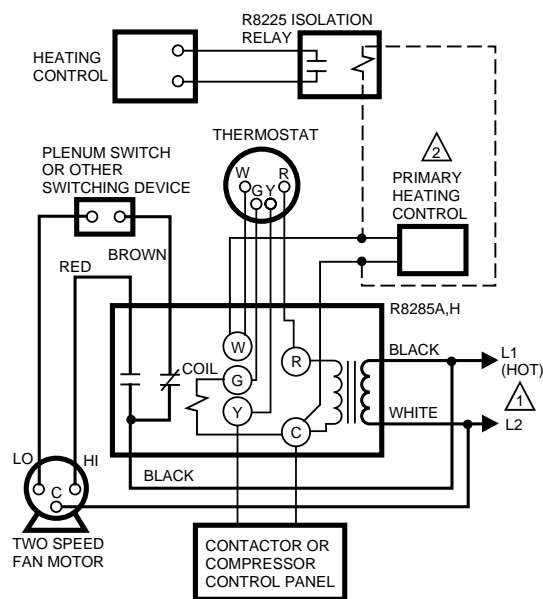 R8225 ISOLATION
RELAY
HEATING
CONTROL
THERMOSTAT
2
PLENUM SWITCH
OR OTHER
SWITCHING DEVICE
W
R
G
Y
PRIMARY
HEATING
CONTROL
BROWN
RED
R8285A,H
W
R
BLACK
L1
(HOT)
COIL
G
1
Y
WHITE
L2
C
LO
HI
C
BLACK
TWO SPEED
FAN MOTOR
CONTACTOR OR
COMPRESSOR
CONTROL PANEL